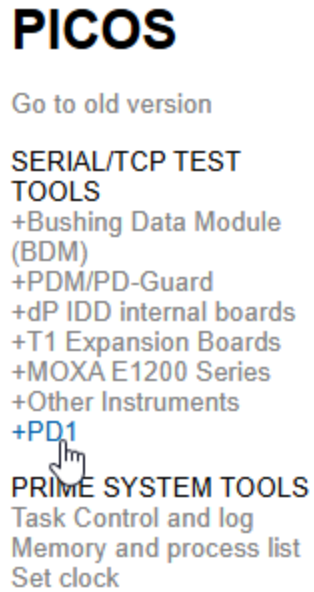 PICOS
Go to old version
SERIAL/TCP TEST
TOOLS
+Bushing Data Module
(BDM)
+PDM/PD-Guard
+dP IDD internal boards
+T1 Expansion Boards
+MOXA E1200 Series
+Other Instruments
+PD1
PRIME SYSTEM TOOLS
Task Control and log
Memory and process list
Set clock